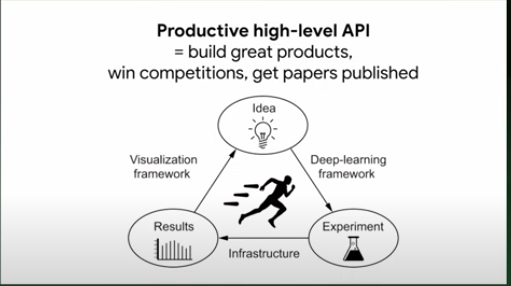 Productive high-level API
= build great products,
win competitions, get papers published
Idea
Visualization
framework
Deep-learning
framework
Results
Experiment
Infrastructure